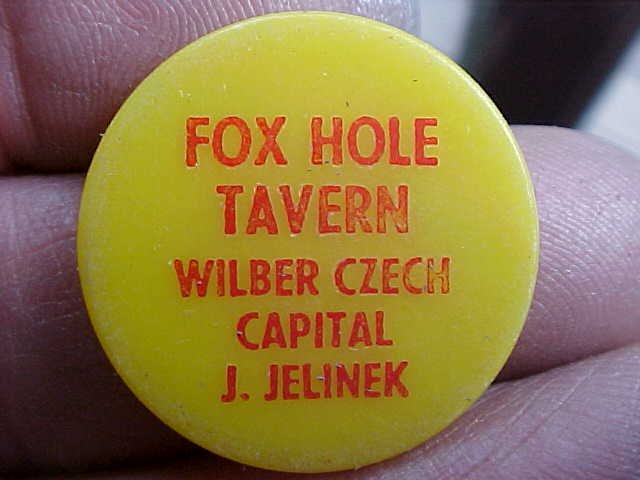 FOX HOLE
TAVERN
WILBER CZECH
CAPITAL
J. JELINEK